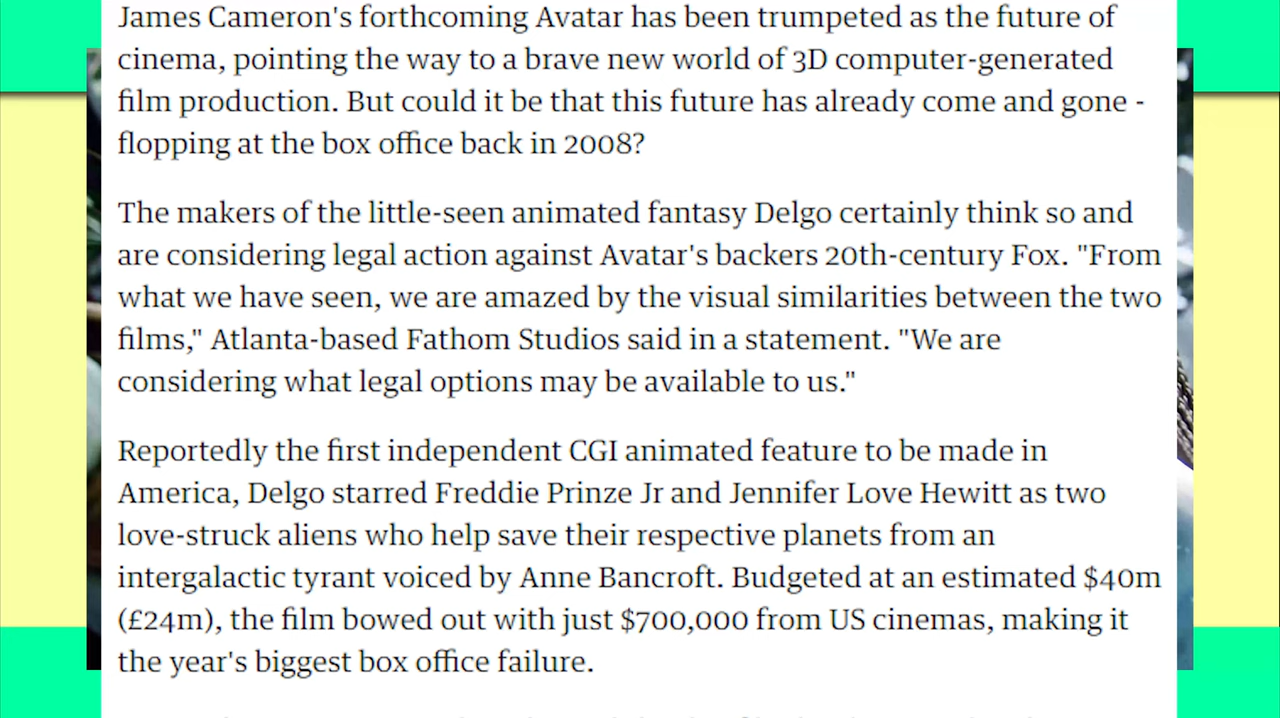 James Cameron's forthcoming Avatar has been trumpeted as the future of
cinema, pointing the way to a brave new world of 3D computer-generated
film production. But could it be that this future has already come and gone -
flopping at the box office back in 2008?
The makers of the little-seen animated fantasy Delgo certainly think so and
are considering legal action against Avatar's backers 20th-century Fox. "From
what we have seen, we are amazed by the visual similarities between the two
films," Atlanta-based Fathom Studios said in a statement. "We are
considering what legal options may be available to us."
Reportedly the first independent CGI animated feature to be made in
America, Delgo starred Freddie Prinze Jr and Jennifer Love Hewitt as two
love-struck aliens who help save their respective planets from an
intergalactic tyrant voiced by Anne Bancroft. Budgeted at an estimated $40m
(£24m), the film bowed out with just $700,000 from US cinemas, making it
the year's biggest box office failure.